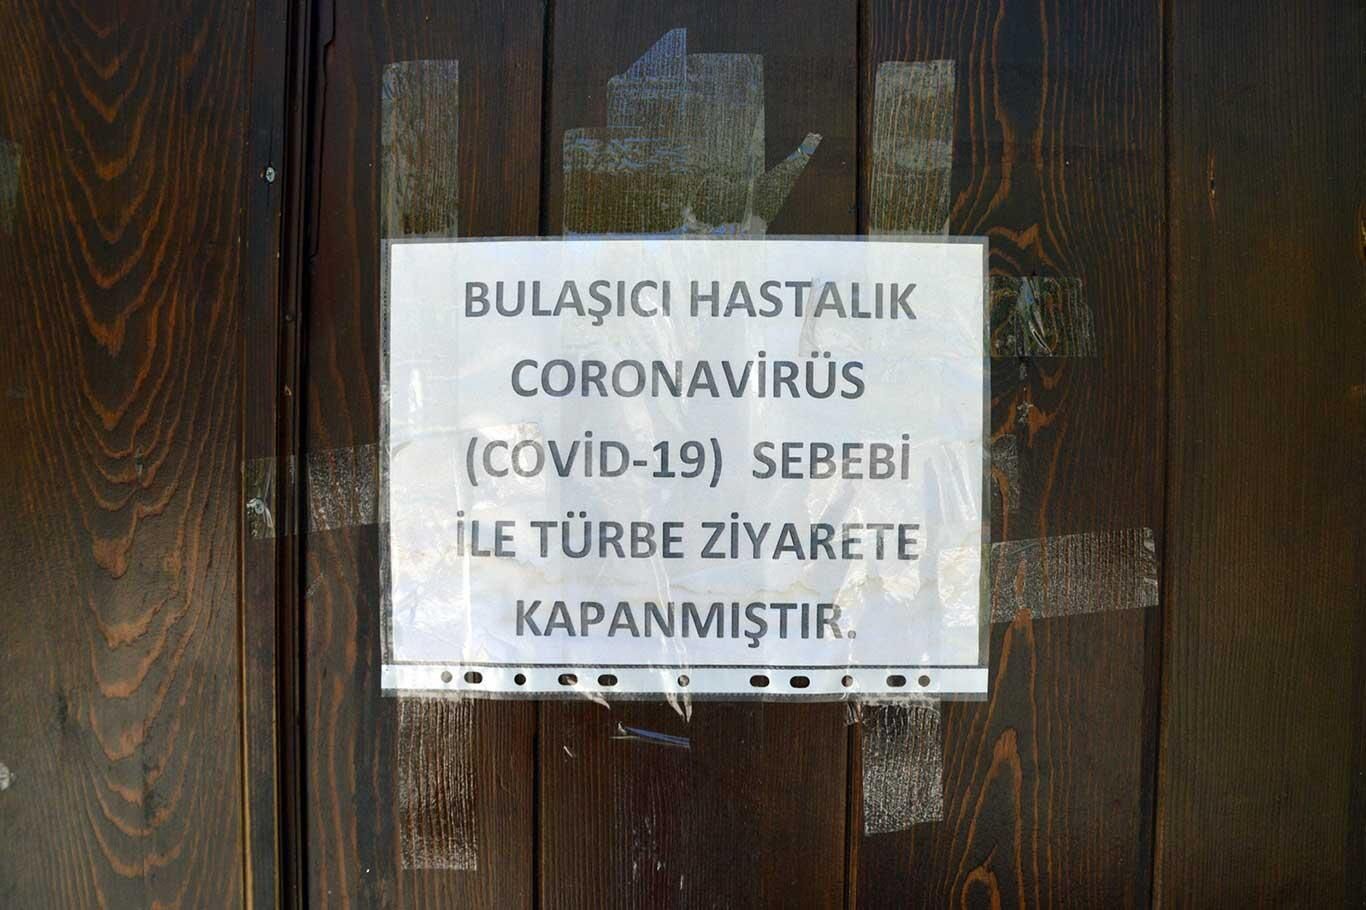 BULAŞICI HASTALIK
CORONAVİRÜS
(COVİD-19) SEBEBİ
İLE TÜRBE ZİYARETE
KAPANMIŞTIR.